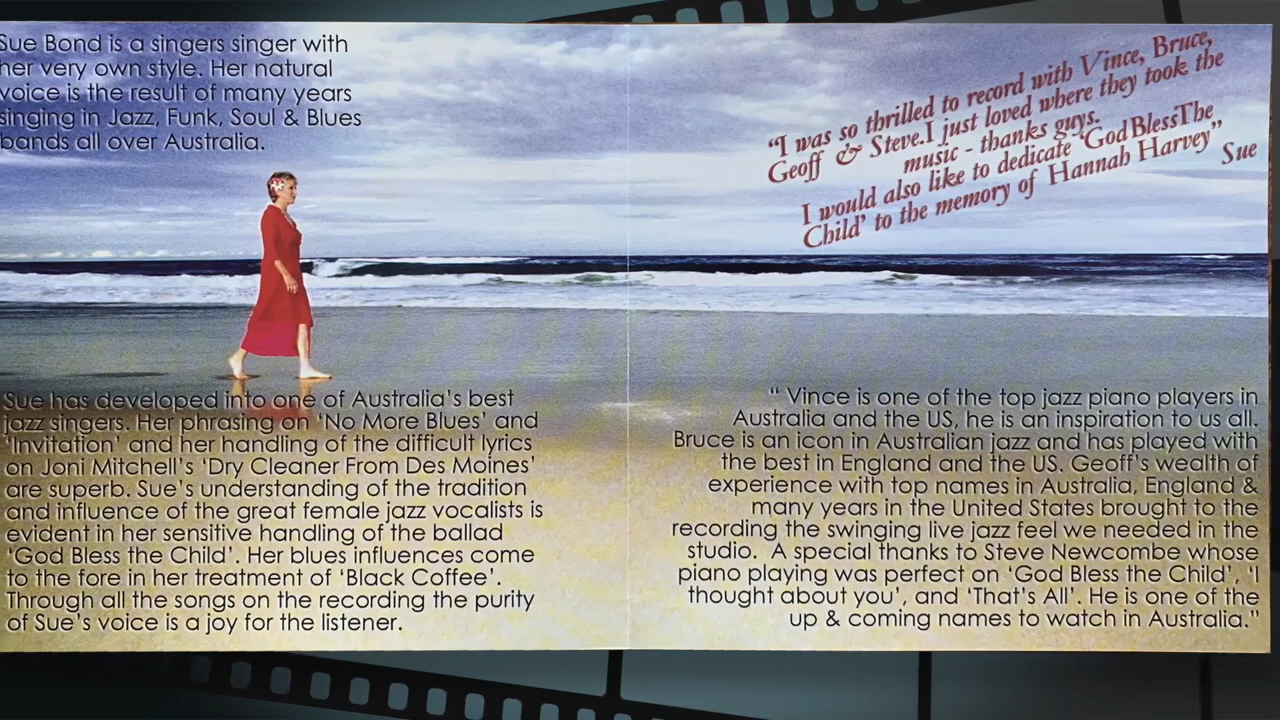 Sue Bond is a singers singer with
her very own style. Her natural
voice is the result of many years
singing in Jazz, Funk, Soul & Blues
bands all over Australia.
“I was so thrilled to record with Vince, Bruce,
Geoff & Steve.I just loved where they took the
music - thanks guys.
I would also like to dedicate ‘God BlessThe
Child’ to the memory of Hannah Harvey”
Sue
Sue has developed into one of Australia’s best
jazz singers. Her phrasing on ‘No More Blues’ and
‘Invitation’ and her handling of the difficult lyrics
on Joni Mitchell’s ‘Dry Cleaner From Des Moines’
are superb. Sue’s understanding of the tradition
and influence of the great female jazz vocalists is
evident in her sensitive handling of the ballad
‘God Bless the Child’. Her blues influences come
to the fore in her treatment of ‘Black Coffee’.
Through all the songs on the recording the purity
of Sue’s voice is a joy for the listener.
“ Vince is one of the top jazz piano players in
Australia and the US, he is an inspiration to us all.
Bruce is an icon in Australian jazz and has played with
the best in England and the US. Geoff’s wealth of
experience with top names in Australia, England &
many years in the United States brought to the
recording the swinging live jazz feel we needed in the
studio. A special thanks to Steve Newcombe whose
piano playing was perfect on ‘God Bless the Child’, ‘I
thought about you’, and ‘That’s All’. He is one of the
up & coming names to watch in Australia.”